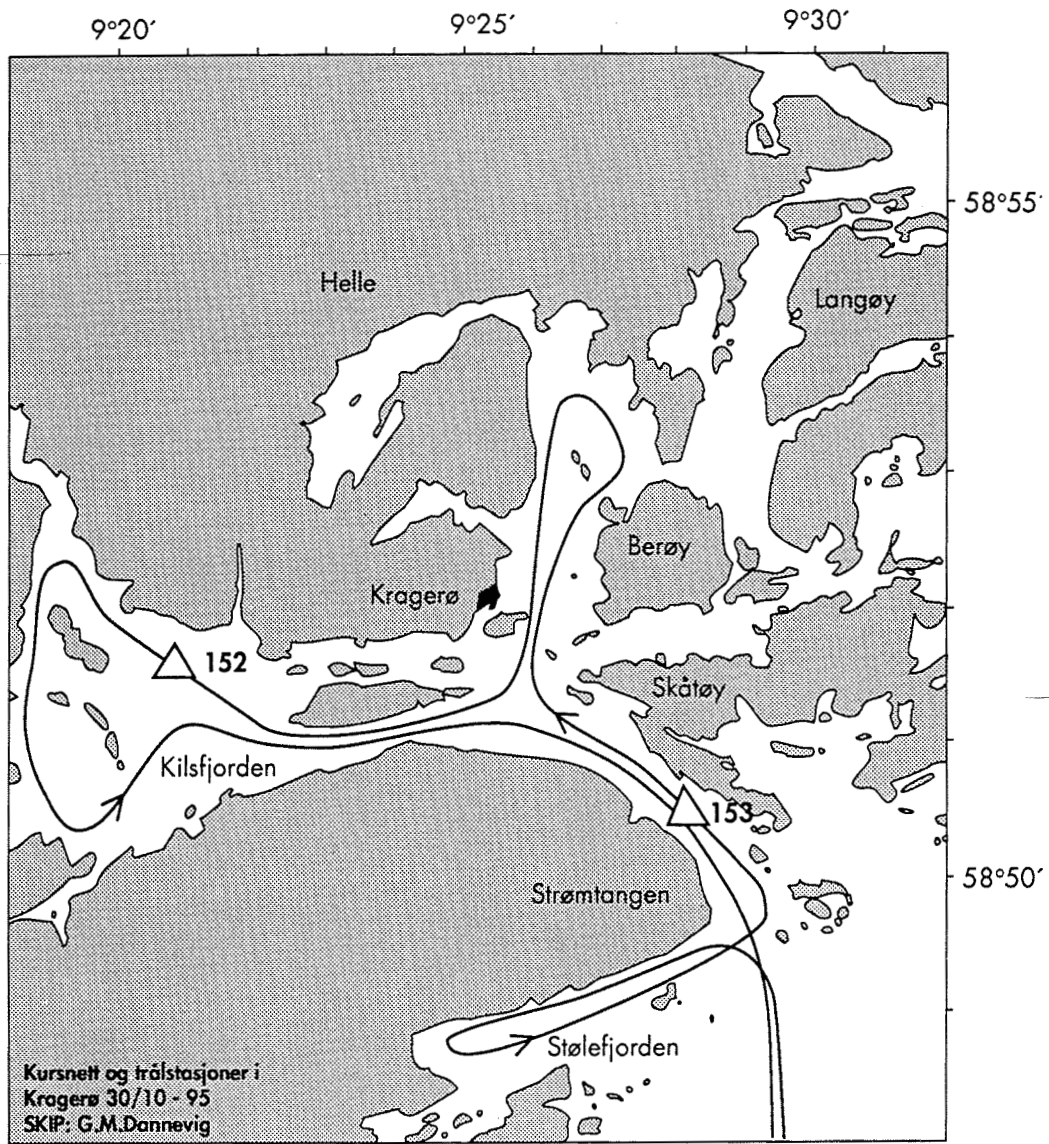 9°20′ 9°25′ 9°30′
58°55′
Helle
Langøy
Berøy
Kragerø
152
Skåtøy
Kilsfjorden
153
58°50′
Strømtangen
Stølefjorden
Kursnett og trålstasjoner i
Kragerø 30/10 - 95
SKIP: G.M.Dannevig